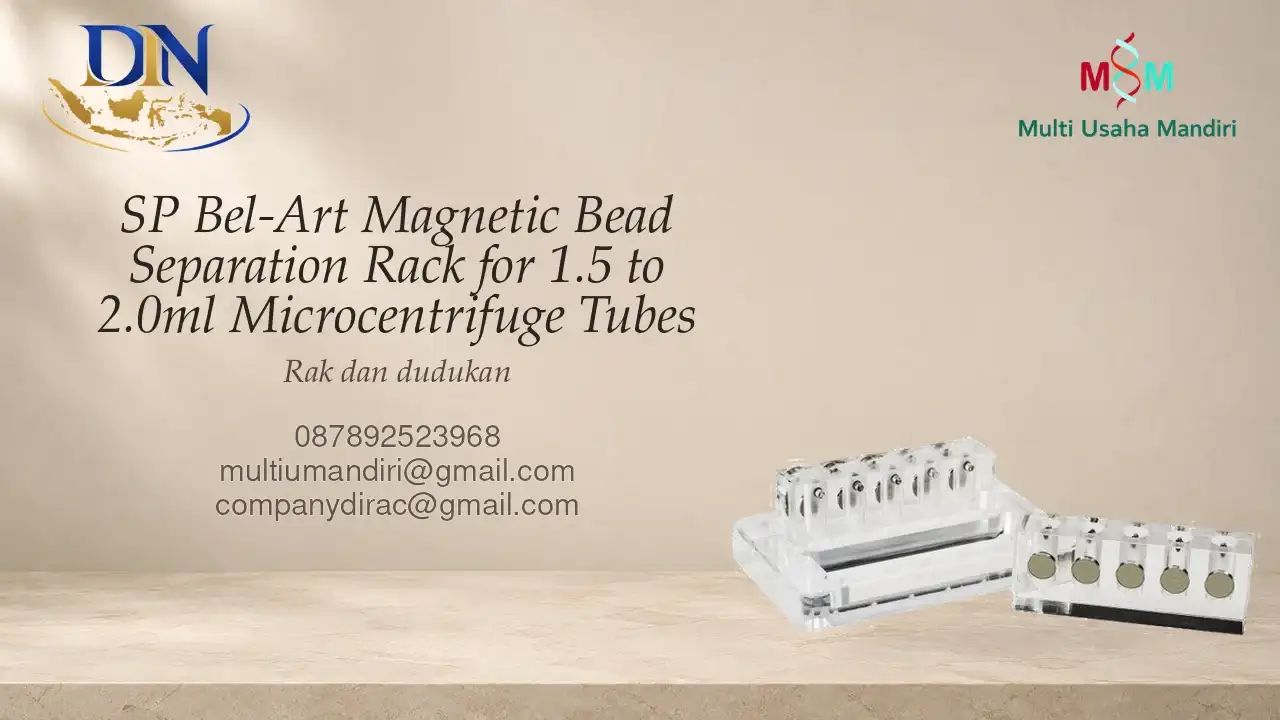 DIN
MSM
Multi Usaha Mandiri
SP Bel-Art Magnetic Bead
Separation Rack for 1.5 to
2.0ml Microcentrifuge Tubes
Rak dan dudukan
087892523968
multiumandiri@gmail.com
companydirac@gmail.com